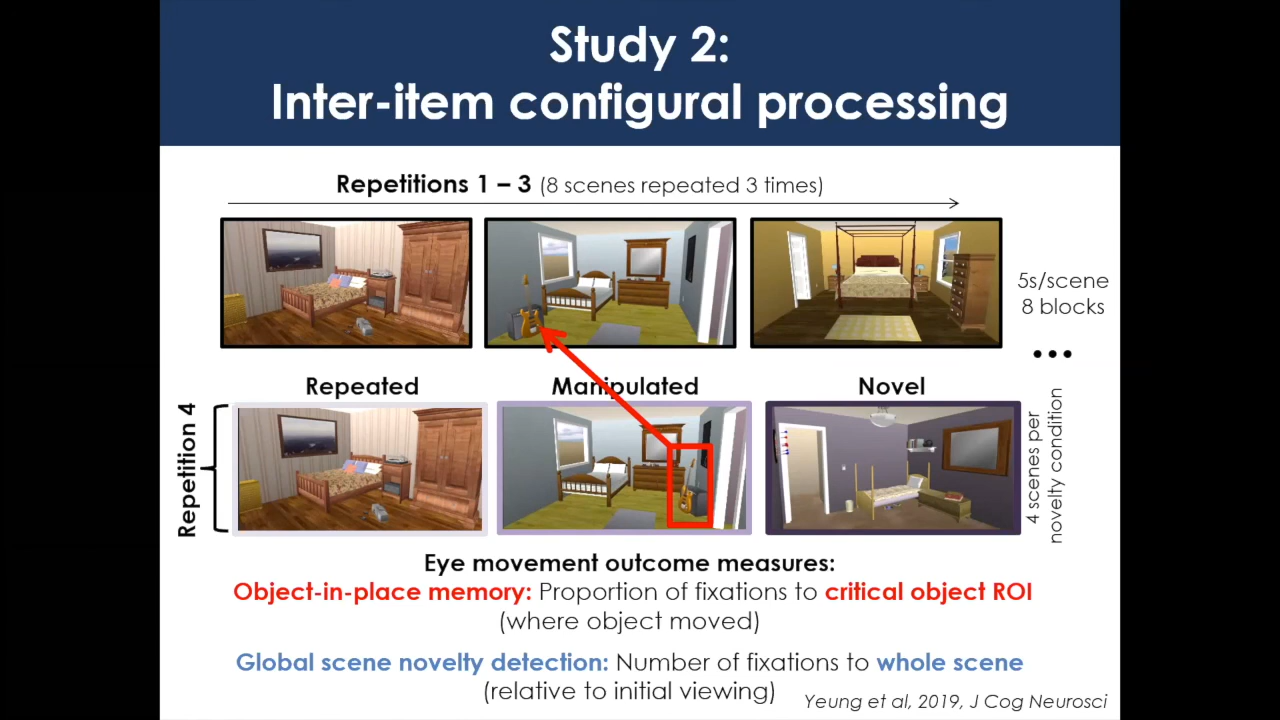 Study 2:
Inter-item configural processing
Repetitions 1 – 3 (8 scenes repeated 3 times)
5s/scene
8 blocks
...
Repeated
Manipulated
Novel
Repetition 4
4 scenes per
novelty condition
Eye movement outcome measures:
Object-in-place memory: Proportion of fixations to critical object ROI
(where object moved)
Global scene novelty detection: Number of fixations to whole scene
(relative to initial viewing)
Yeung et al, 2019, J Cog Neurosci